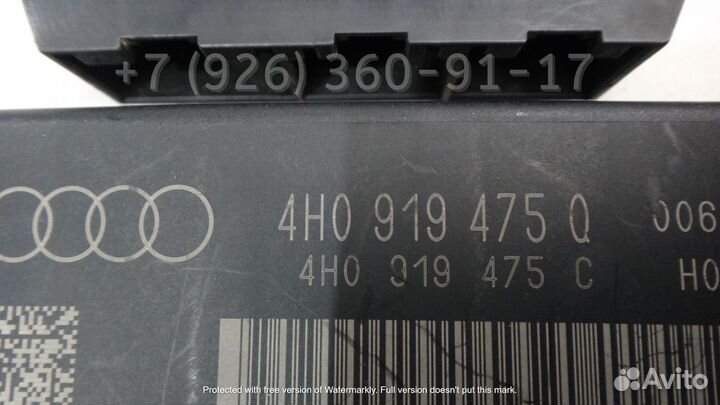 +7 (926) 360-91-17
4H0 919 475 Q 006
4H0 919 475 C H0
Protected with free version of Watermarkly. Full version doesn't put this mark.
Avito